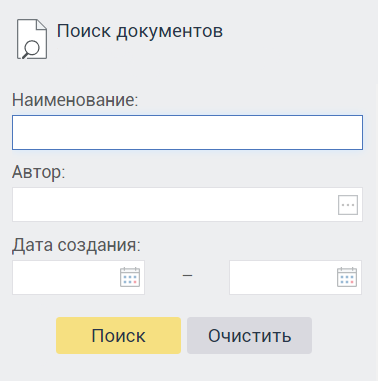 Поиск документов
Наименование:
Автор:
Дата создания:
–
Поиск Очистить